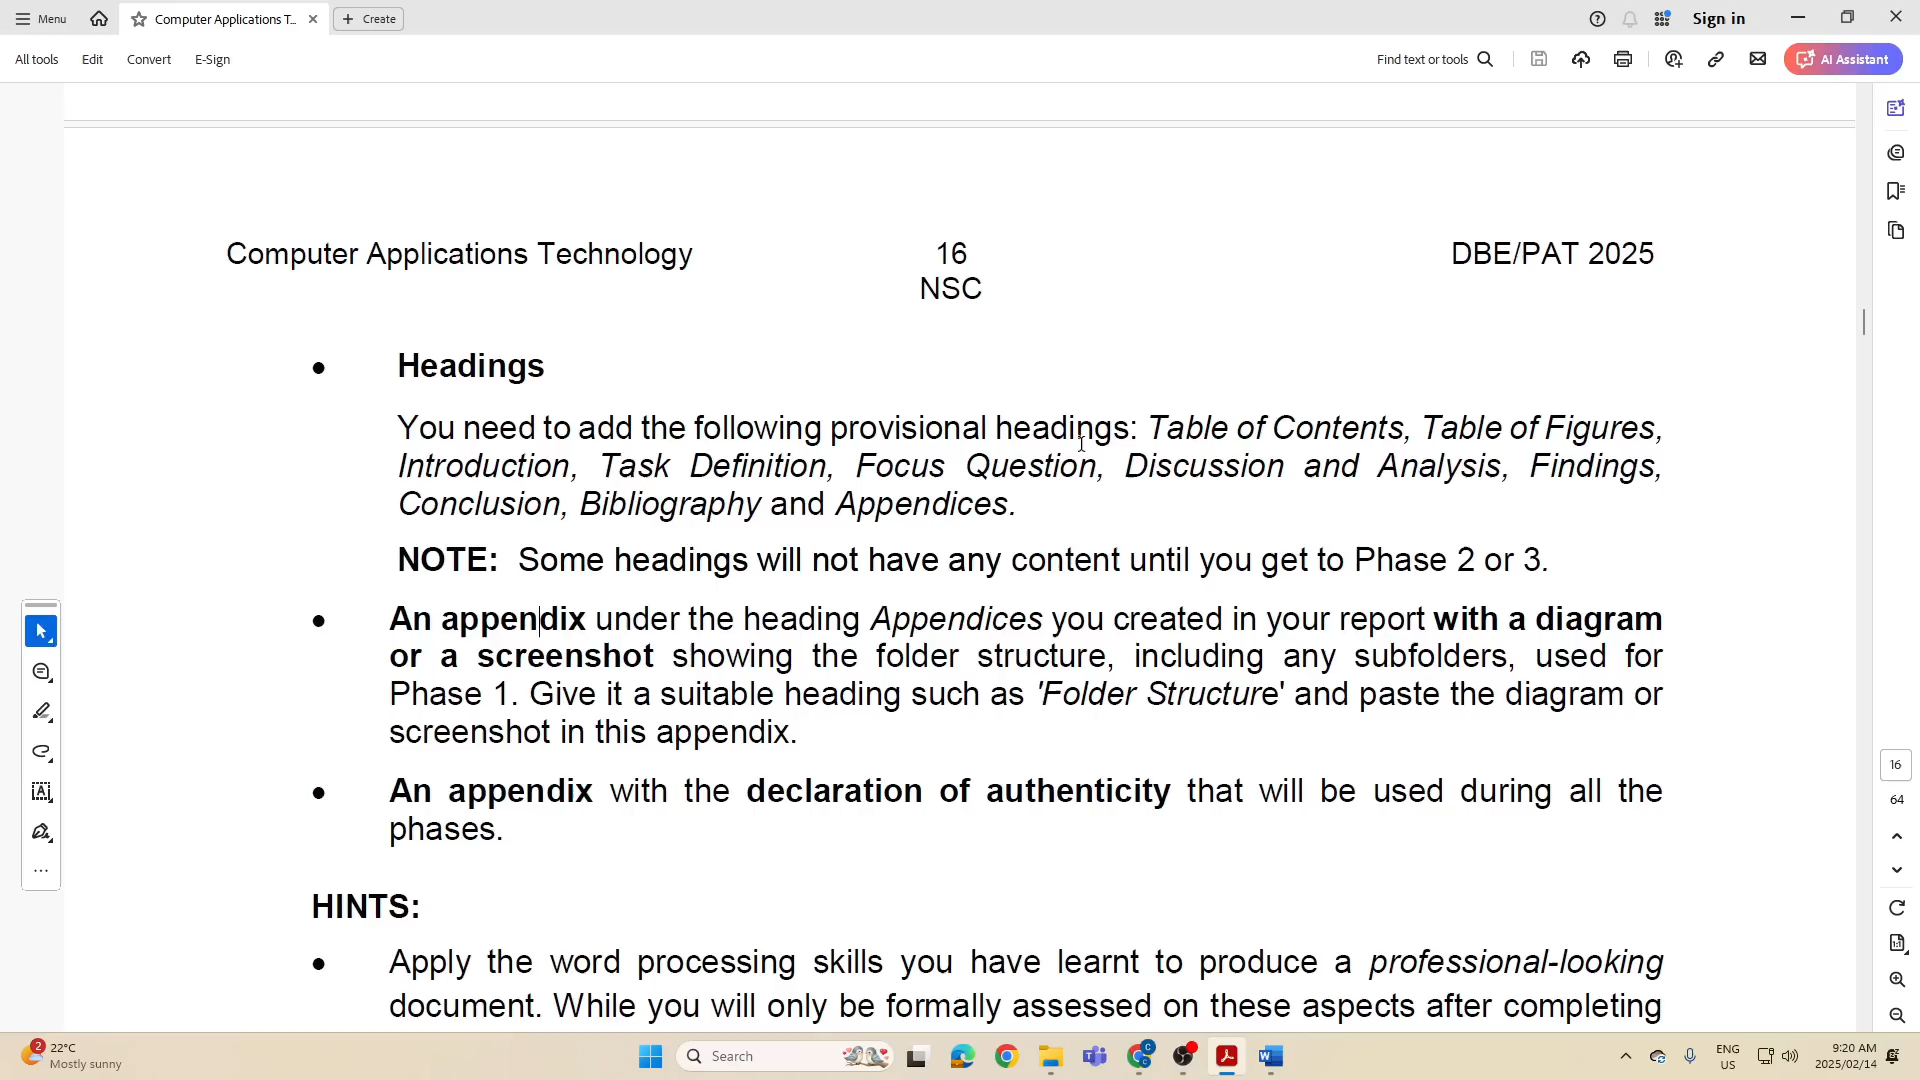 Menu
Computer Applications T...
Create
Sign in
All tools
Edit
Convert
E-Sign
Find text or tools
AI Assistant
Computer Applications Technology 16 DBE/PAT 2025
NSC
• Headings
You need to add the following provisional headings: Table of Contents, Table of Figures,
Introduction, Task Definition, Focus Question, Discussion and Analysis, Findings,
Conclusion, Bibliography and Appendices.
NOTE: Some headings will not have any content until you get to Phase 2 or 3.
• An appendix under the heading Appendices you created in your report with a diagram
or a screenshot showing the folder structure, including any subfolders, used for
Phase 1. Give it a suitable heading such as 'Folder Structure' and paste the diagram or
screenshot in this appendix.
• An appendix with the declaration of authenticity that will be used during all the
phases.
HINTS:
• Apply the word processing skills you have learnt to produce a professional-looking
document. While you will only be formally assessed on these aspects after completing
16
64
2
22°C
Mostly sunny
Search
ENG
US
9:20 AM
2025/02/14